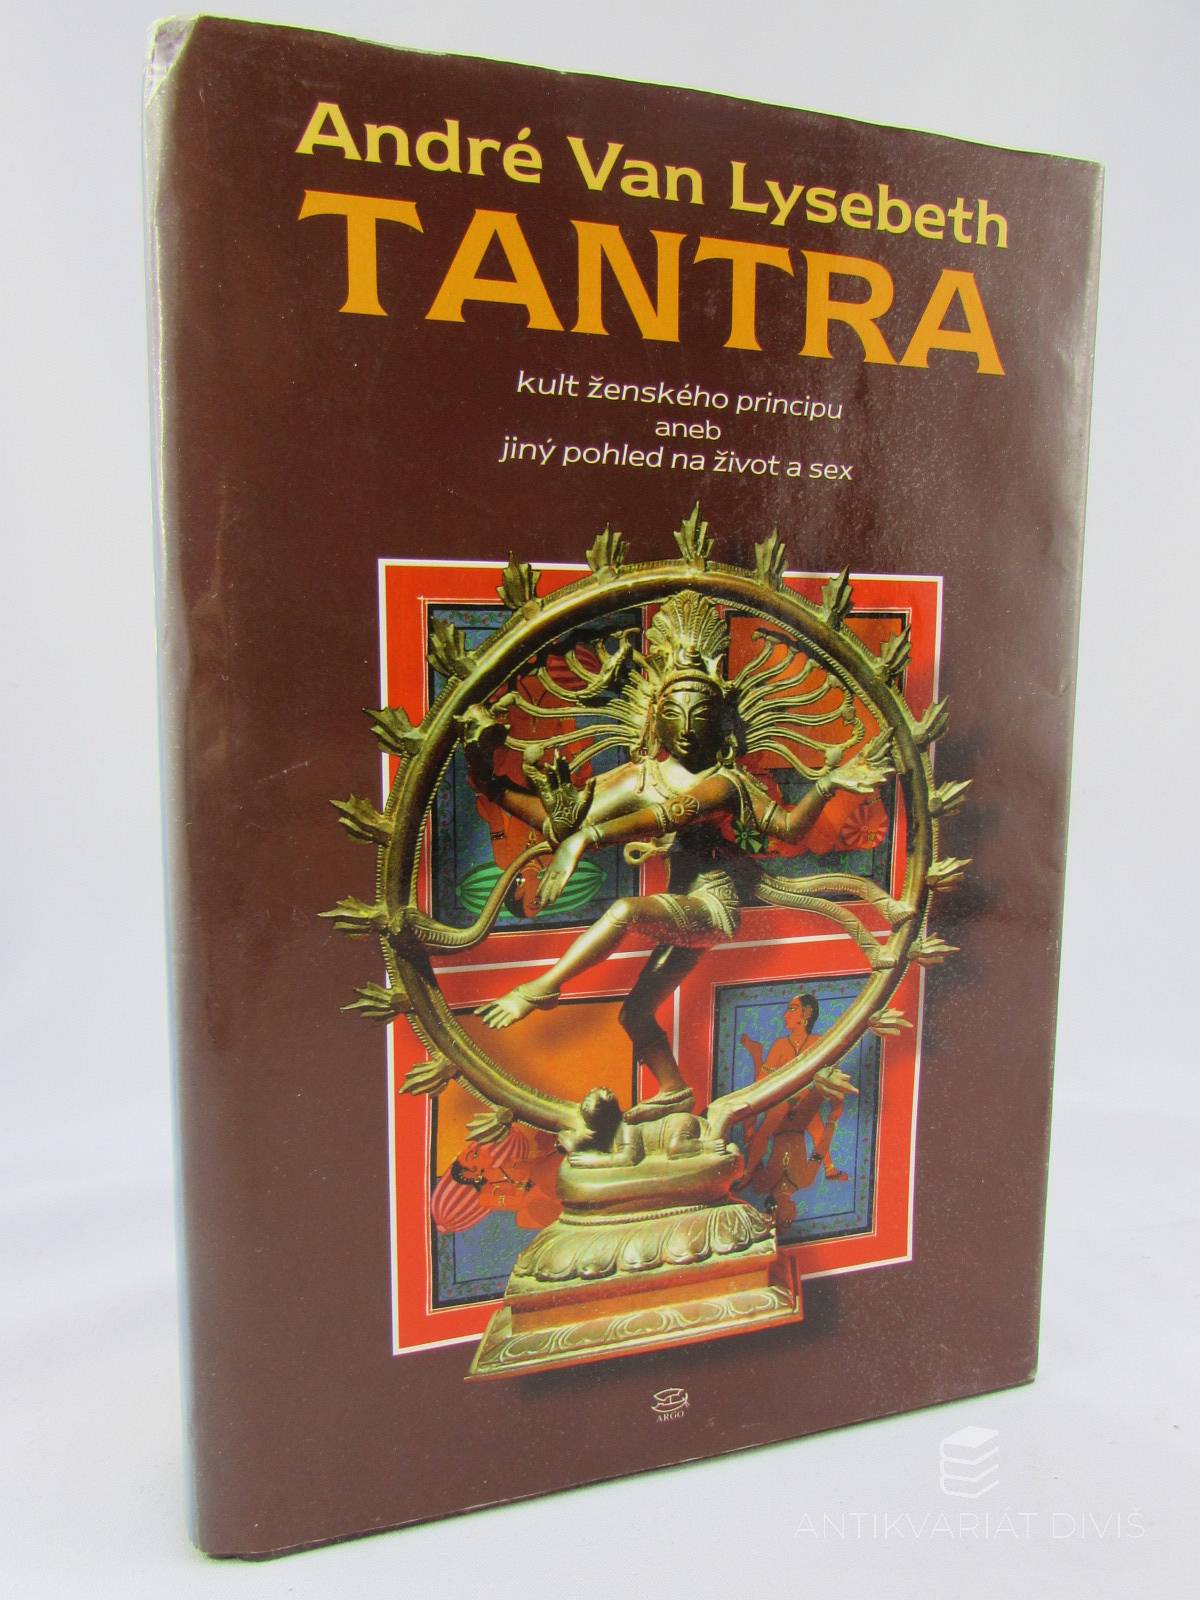 André Van Lysebeth
TANTRA
kult ženského principu
aneb
jiný pohled na život a sex
ARGO
ANTIKVARIÁT DIVIŠ